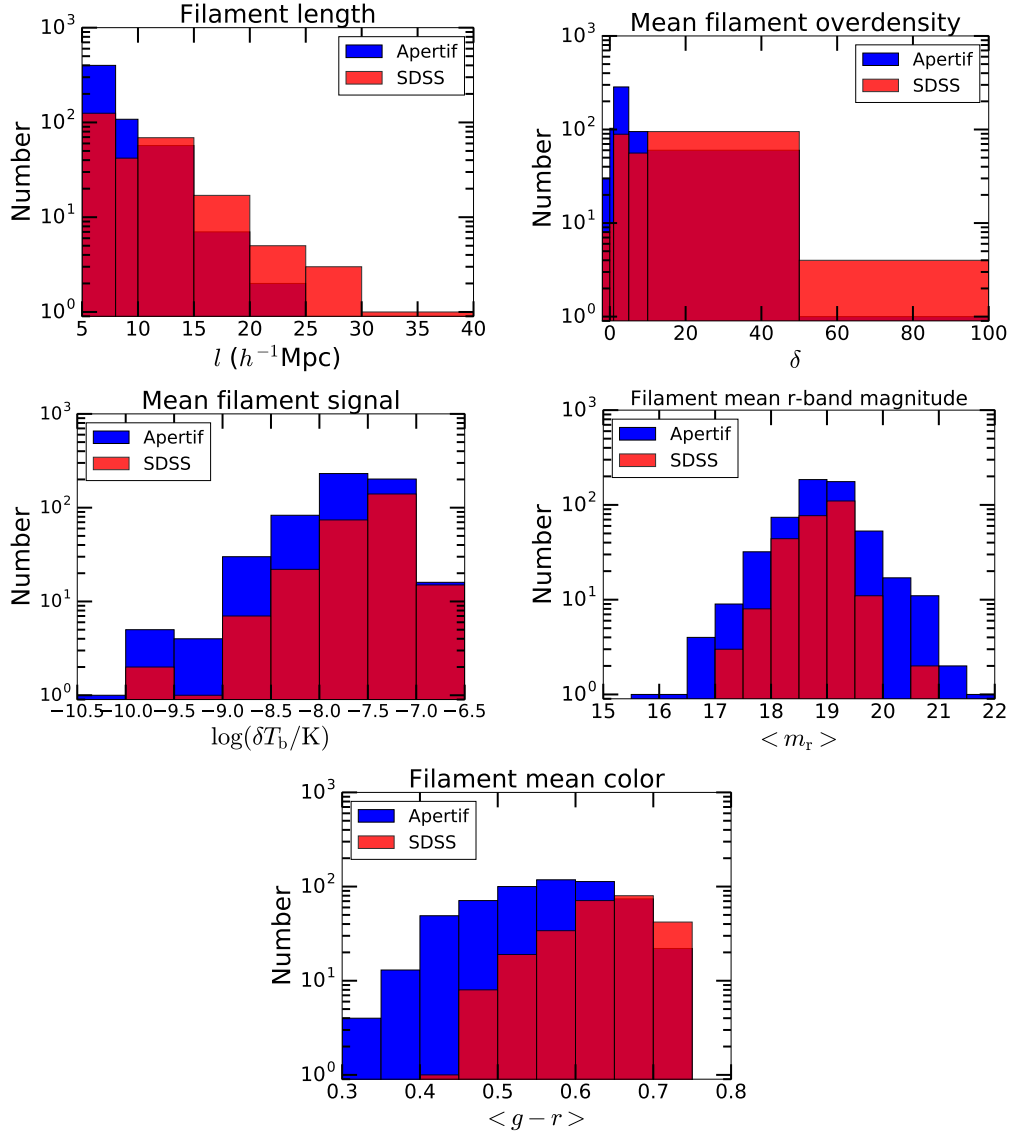 Filament length
10³
10²
10¹
10⁰
Number
Apertif
SDSS
5 10 15 20 25 30 35 40
l (h⁻¹Mpc)
Mean filament overdensity
10³
10²
10¹
10⁰
Number
Apertif
SDSS
0 20 40 60 80 100
δ
Mean filament signal
10³
10²
10¹
10⁰
Number
Apertif
SDSS
−10.5 −10.0 −9.5 −9.0 −8.5 −8.0 −7.5 −7.0 −6.5
log(δT_b/K)
Filament mean r-band magnitude
10³
10²
10¹
10⁰
Number
Apertif
SDSS
15 16 17 18 19 20 21 22
< m_r >
Filament mean color
10³
10²
10¹
10⁰
Number
Apertif
SDSS
0.3 0.4 0.5 0.6 0.7 0.8
< g − r >